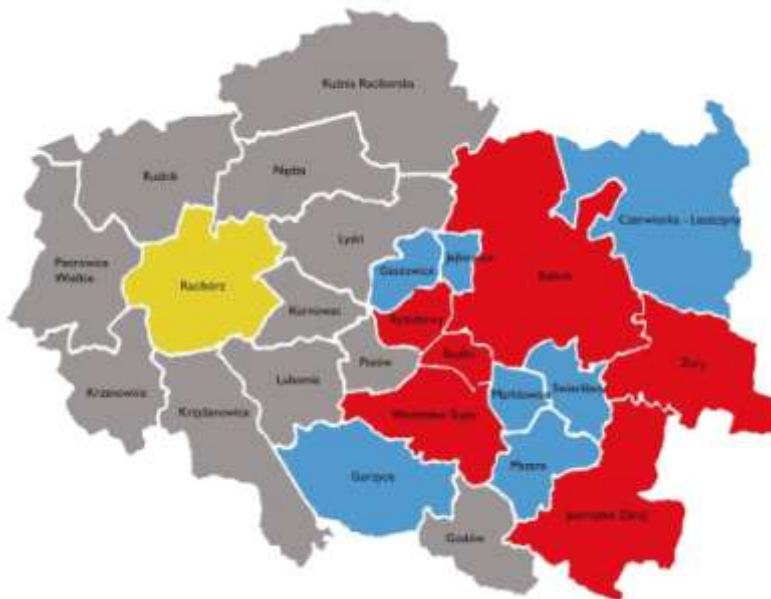 Kuźnia Raciborska
Rudnik
Nędza
Czerwionka - Leszczyny
Lyski
Pietrowice
Wielkie
Gaszowice
Jejkowice
Rybnik
Racibórz
Kornowac
Rydułtowy
Pszów
Radlin
Żory
Krzanowice
Lubomia
Marklowice
Świerklany
Krzyżanowice
Wodzisław Śląski
Mszana
Gorzyce
Jastrzębie Zdrój
Godów